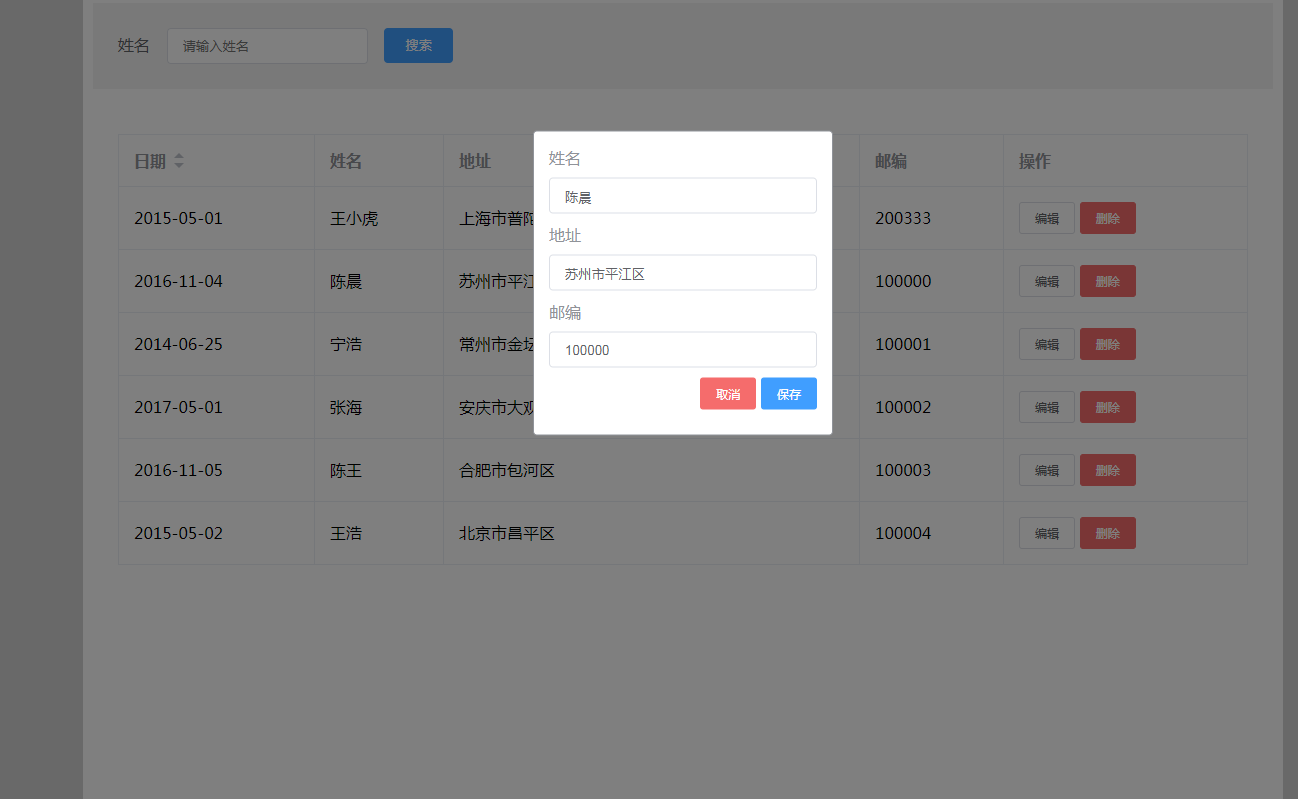 姓名 请输入姓名 搜索
日期 姓名 地址 邮编 操作
2015-05-01 王小虎 上海市普陀 200333 编辑 删除
2016-11-04 陈晨 苏州市平江 100000 编辑 删除
2014-06-25 宁浩 常州市金坛 100001 编辑 删除
2017-05-01 张海 安庆市大观 100002 编辑 删除
2016-11-05 陈王 合肥市包河区 100003 编辑 删除
2015-05-02 王浩 北京市昌平区 100004 编辑 删除
姓名
陈晨
地址
苏州市平江区
邮编
100000
取消 保存